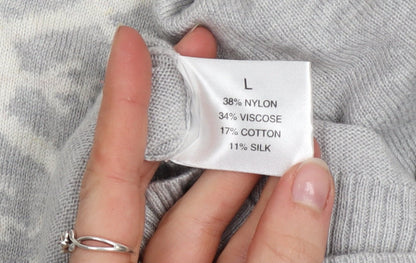 L
38% NYLON
34% VISCOSE
17% COTTON
11% SILK